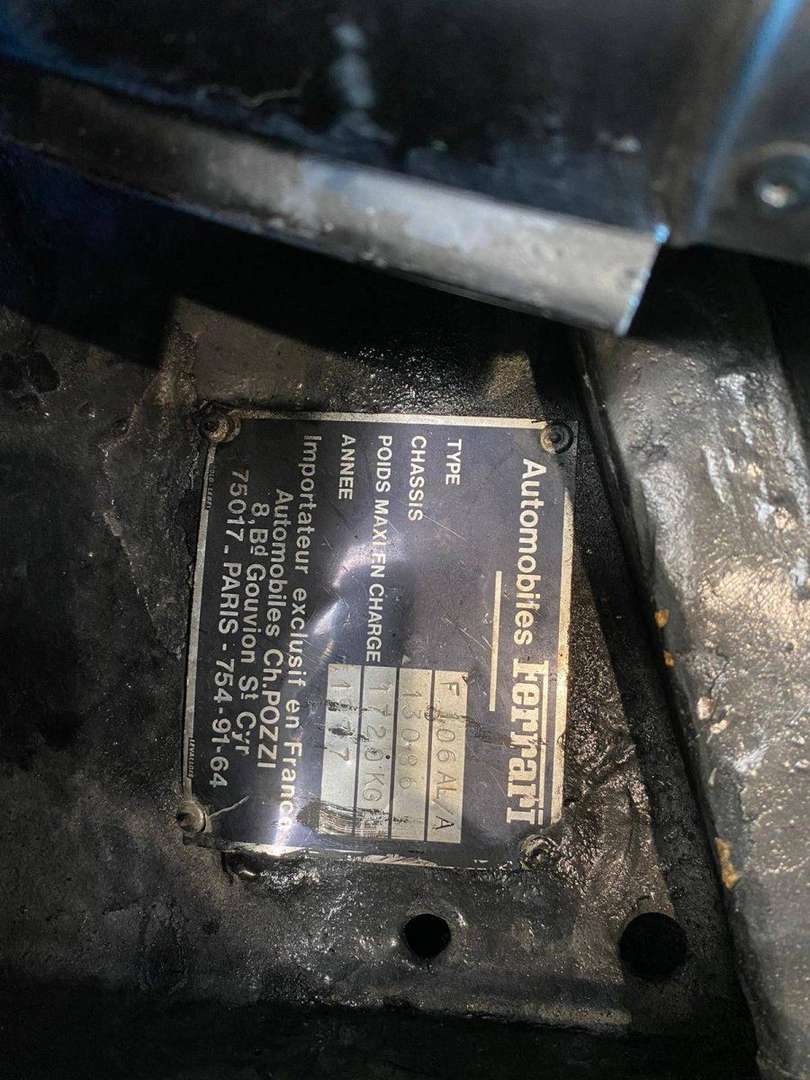 Automobiles Ferrari
TYPE F 106 AL/A
CHASSIS 13096
POIDS MAXI EN CHARGE 1720 KG
ANNEE 1977
Importateur exclusif en France
Automobiles Ch.POZZI
8, Bd Gouvion St Cyr
75017 - PARIS - 754-91-64